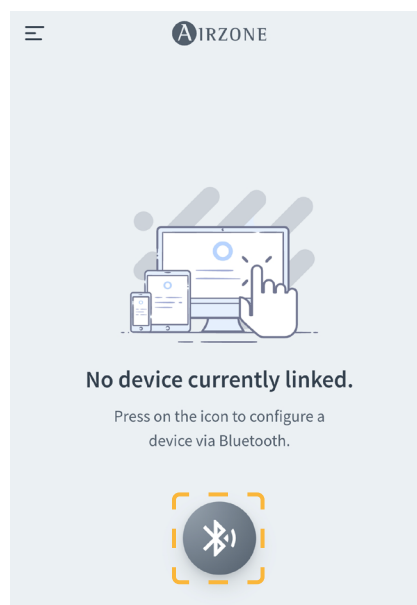 AIRZONE
No device currently linked.
Press on the icon to configure a
device via Bluetooth.